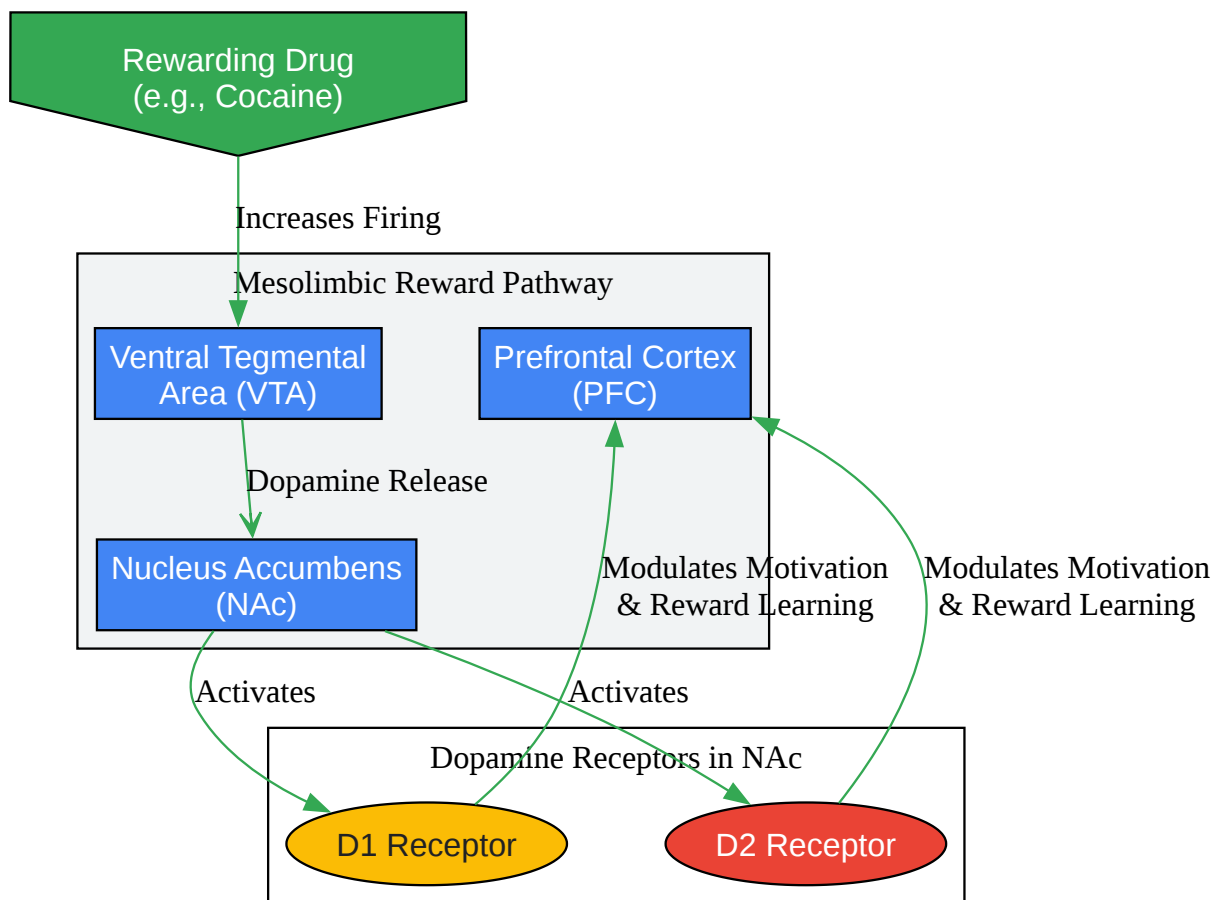 Rewarding Drug
(e.g., Cocaine)
Increases Firing
Mesolimbic Reward Pathway
Ventral Tegmental
Area (VTA)
Prefrontal Cortex
(PFC)
Dopamine Release
Nucleus Accumbens
(NAc)
Modulates Motivation
& Reward Learning
Modulates Motivation
& Reward Learning
Activates
Activates
Dopamine Receptors in NAc
D1 Receptor
D2 Receptor